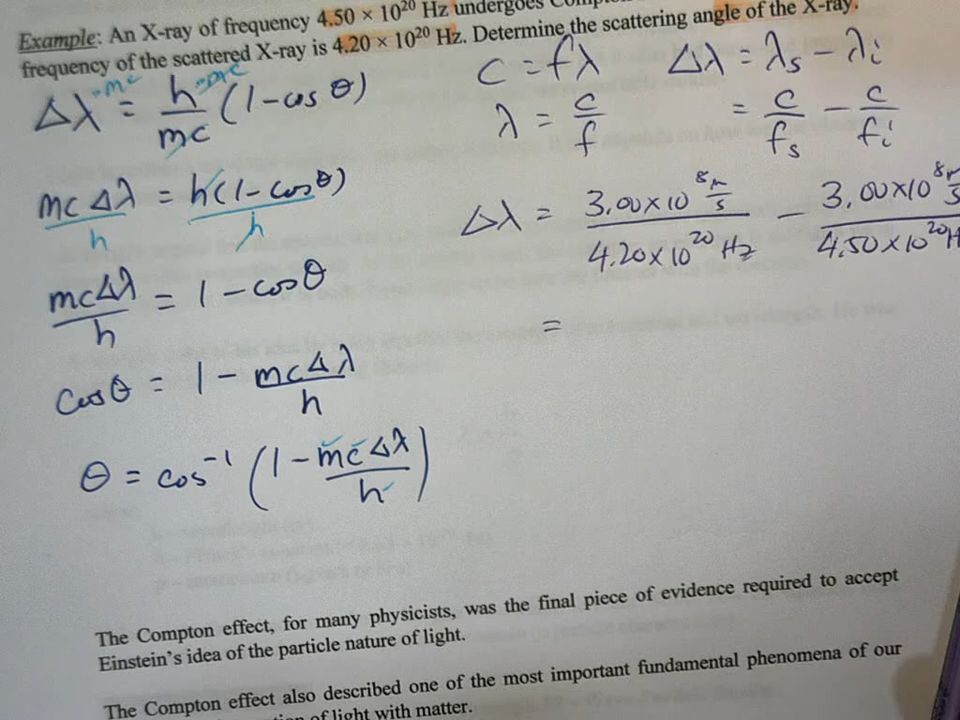 Example: An X-ray of frequency 4.50 × 10²⁰ Hz undergoes
frequency of the scattered X-ray is 4.20 × 10²⁰ Hz. Determine the scattering angle of the X-ray.
Δλ = h/mc (1 - cos θ)
mcΔλ/h = h(1 - cosθ)/h
mcΔλ/h = 1 - cosθ
cosθ = 1 - mcΔλ/h
θ = cos⁻¹ (1 - mcΔλ/h)
c = fλ
λ = c/f
Δλ = λs - λi
= c/fs - c/fi
Δλ = 3.00×10⁸ m/s / 4.20×10²⁰ Hz - 3.00×10⁸ m/s / 4.50×10²⁰ H
=
The Compton effect, for many physicists, was the final piece of evidence required to accept
Einstein's idea of the particle nature of light.
The Compton effect also described one of the most important fundamental phenomena of our
of light with matter.